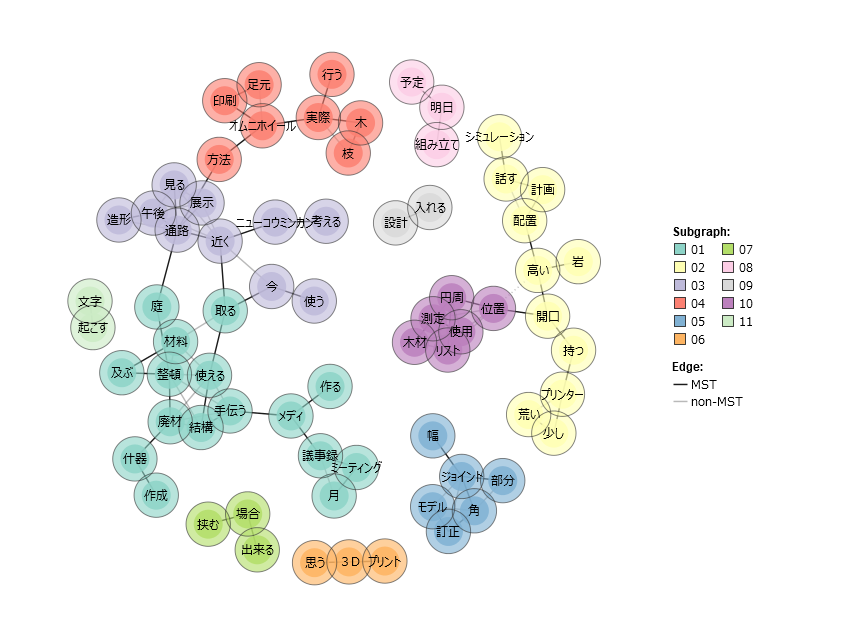 予定
明日
組み立て
足元
行う
印刷
オムニホイール
実際
木
枝
方法
シミュレーション
話す
計画
配置
見る
展示
造形
午後
通路
近く
ニューコウミンカン
考える
入れる
設計
高い
岩
今
使う
文字
起こす
庭
取る
円周
測定
位置
使用
木材
リスト
開口
持つ
プリンター
荒い
少し
材料
及ぶ
整頓
使える
手伝う
廃材
結構
メディ
作る
什器
作成
議事録
ミーティング
月
幅
ジョイント
部分
モデル
角
訂正
挟む
場合
出来る
思う
3D
プリント
Subgraph:
01 07
02 08
03 09
04 10
05 11
06
Edge:
MST
non-MST